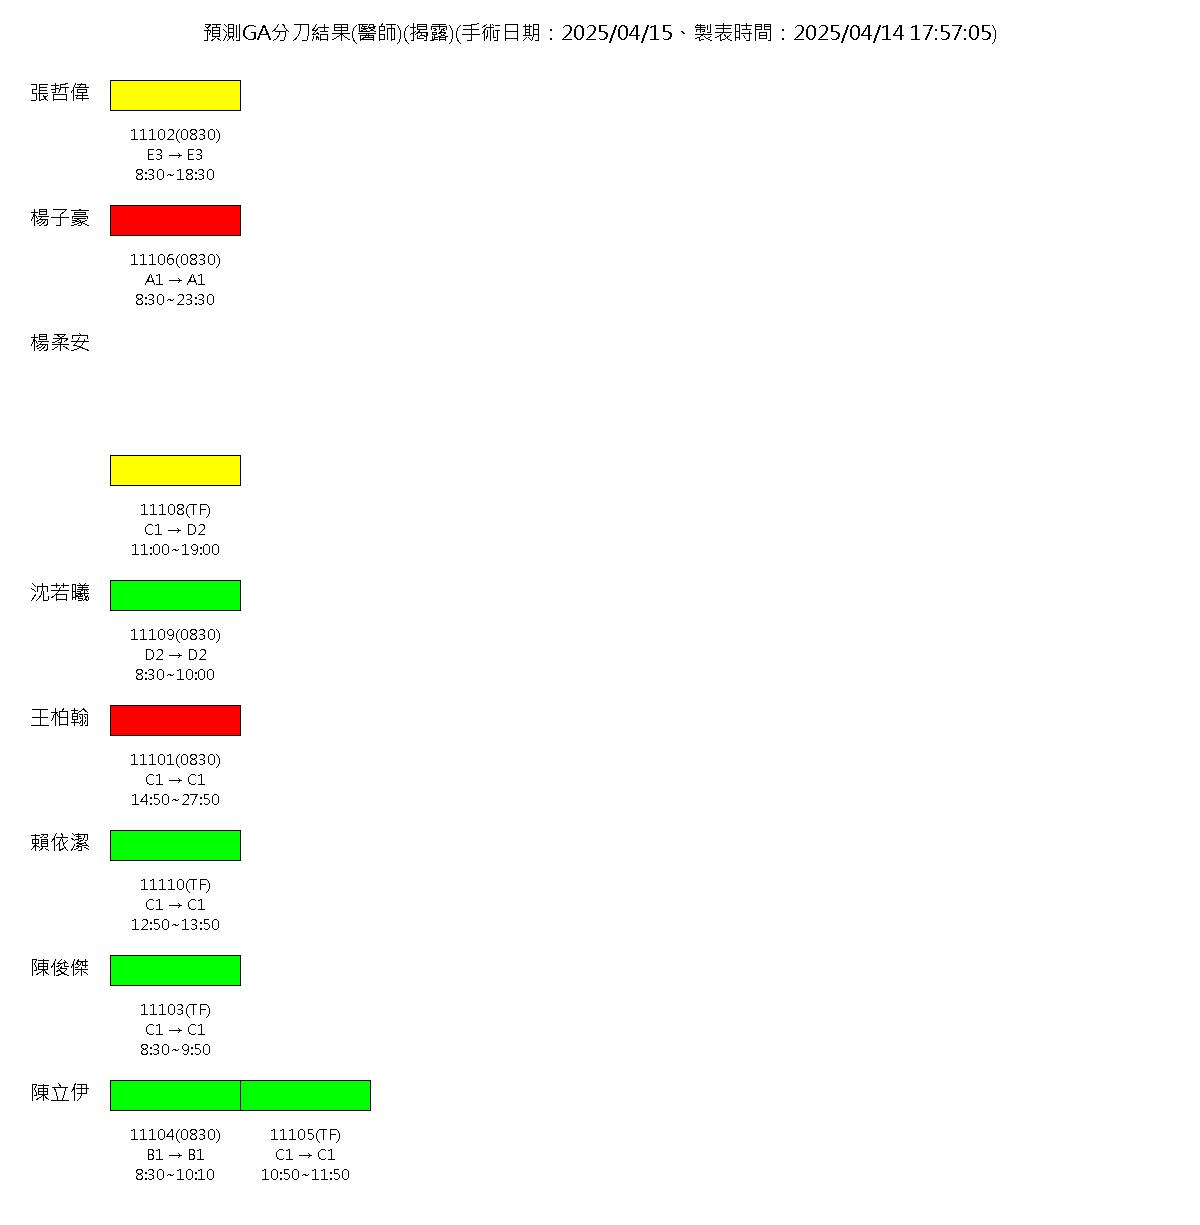 預測GA分刀結果(醫師)(揭露)(手術日期：2025/04/15、製表時間：2025/04/14 17:57:05)
張哲偉
11102(0830)
E3 → E3
8:30~18:30
楊子豪
11106(0830)
A1 → A1
8:30~23:30
楊柔安
11108(TF)
C1 → D2
11:00~19:00
沈若曦
11109(0830)
D2 → D2
8:30~10:00
王柏翰
11101(0830)
C1 → C1
14:50~27:50
賴依潔
11110(TF)
C1 → C1
12:50~13:50
陳俊傑
11103(TF)
C1 → C1
8:30~9:50
陳立伊
11104(0830) 11105(TF)
B1 → B1 C1 → C1
8:30~10:10 10:50~11:50